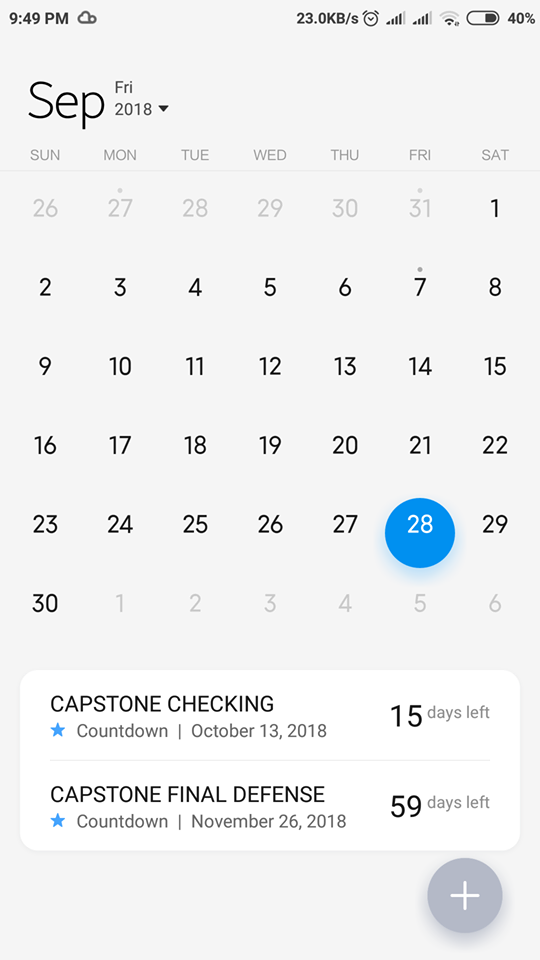 9:49 PM 23.0KB/s 40%
Sep Fri
2018
SUN MON TUE WED THU FRI SAT
26 27 28 29 30 31 1
2 3 4 5 6 7 8
9 10 11 12 13 14 15
16 17 18 19 20 21 22
23 24 25 26 27 28 29
30 1 2 3 4 5 6
CAPSTONE CHECKING
Countdown | October 13, 2018
15 days left
CAPSTONE FINAL DEFENSE
Countdown | November 26, 2018
59 days left